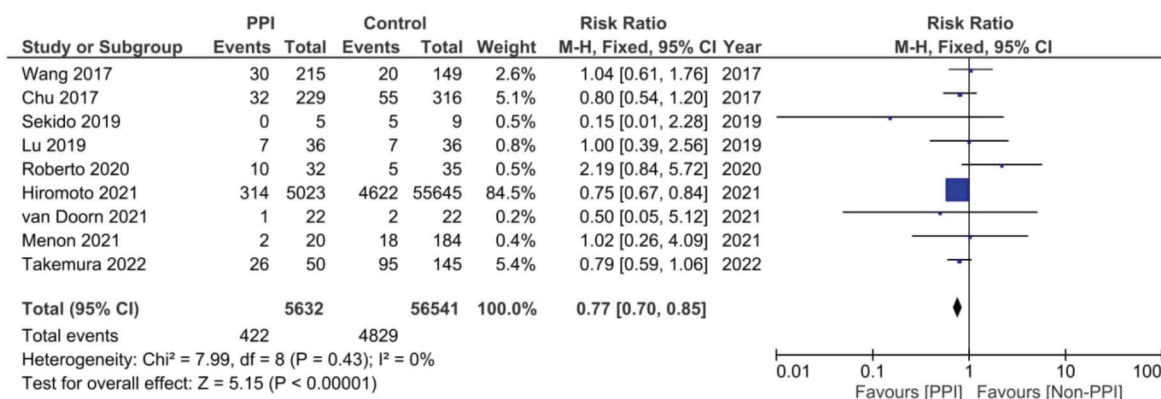 PPI Control Risk Ratio Risk Ratio
Study or Subgroup Events Total Events Total Weight M-H, Fixed, 95% CI Year M-H, Fixed, 95% CI
Wang 2017 30 215 20 149 2.6% 1.04 [0.61, 1.76] 2017
Chu 2017 32 229 55 316 5.1% 0.80 [0.54, 1.20] 2017
Sekido 2019 0 5 5 9 0.5% 0.15 [0.01, 2.28] 2019
Lu 2019 7 36 7 36 0.8% 1.00 [0.39, 2.56] 2019
Roberto 2020 10 32 5 35 0.5% 2.19 [0.84, 5.72] 2020
Hiromoto 2021 314 5023 4622 55645 84.5% 0.75 [0.67, 0.84] 2021
van Doorn 2021 1 22 2 22 0.2% 0.50 [0.05, 5.12] 2021
Menon 2021 2 20 18 184 0.4% 1.02 [0.26, 4.09] 2021
Takemura 2022 26 50 95 145 5.4% 0.79 [0.59, 1.06] 2022
Total (95% CI) 5632 56541 100.0% 0.77 [0.70, 0.85]
Total events 422 4829
Heterogeneity: Chi² = 7.99, df = 8 (P = 0.43); I² = 0%
Test for overall effect: Z = 5.15 (P < 0.00001)
0.01 0.1 1 10 100
Favours [PPI] Favours [Non-PPI]